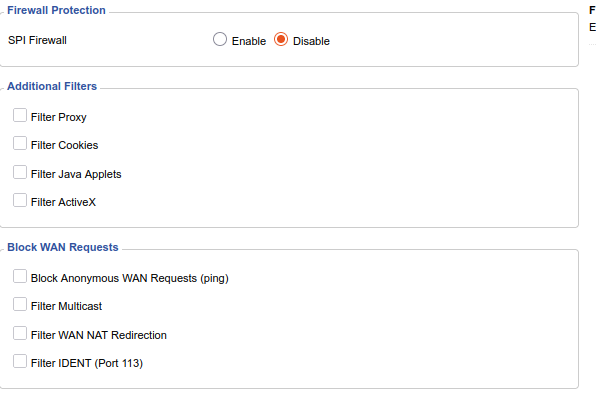 Firewall Protection
F
E
SPI Firewall Enable Disable
Additional Filters
Filter Proxy
Filter Cookies
Filter Java Applets
Filter ActiveX
Block WAN Requests
Block Anonymous WAN Requests (ping)
Filter Multicast
Filter WAN NAT Redirection
Filter IDENT (Port 113)